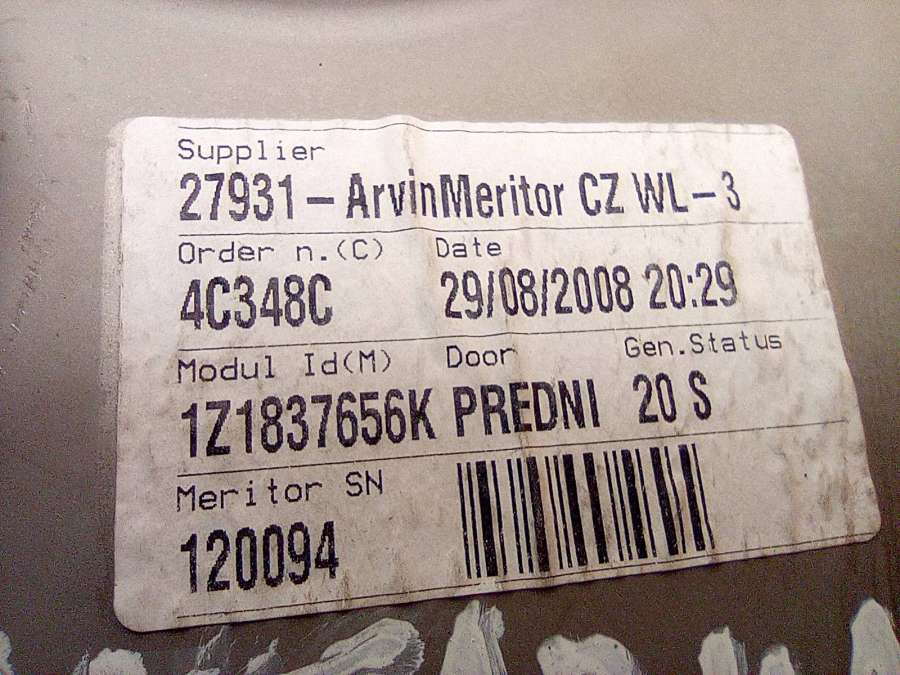 Supplier
27931-ArvinMeritor CZ WL-3
Order n.(C) Date
4C348C 29/08/2008 20:29
Modul Id(M) Door Gen.Status
1Z1837656K PREDNI 20 S
Meritor SN
120094